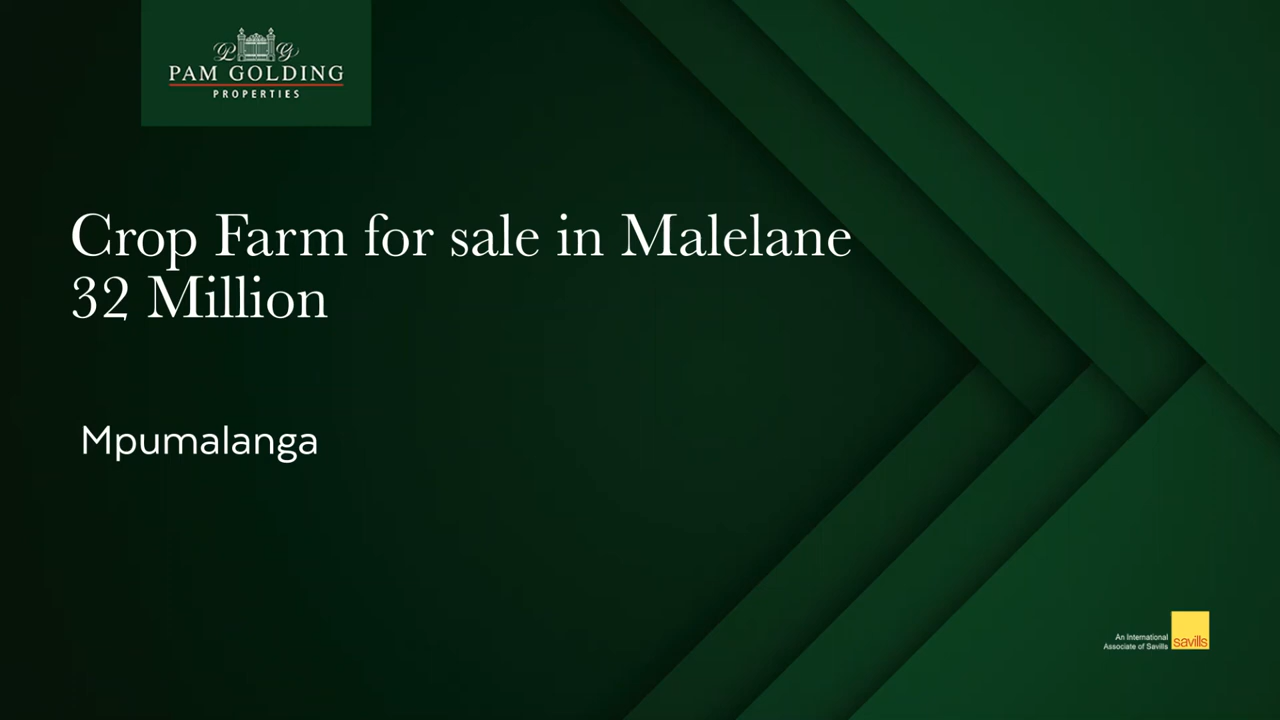 PAM GOLDING
PROPERTIES
Crop Farm for sale in Malelane
32 Million
Mpumalanga
An International
Associate of Savills
savills